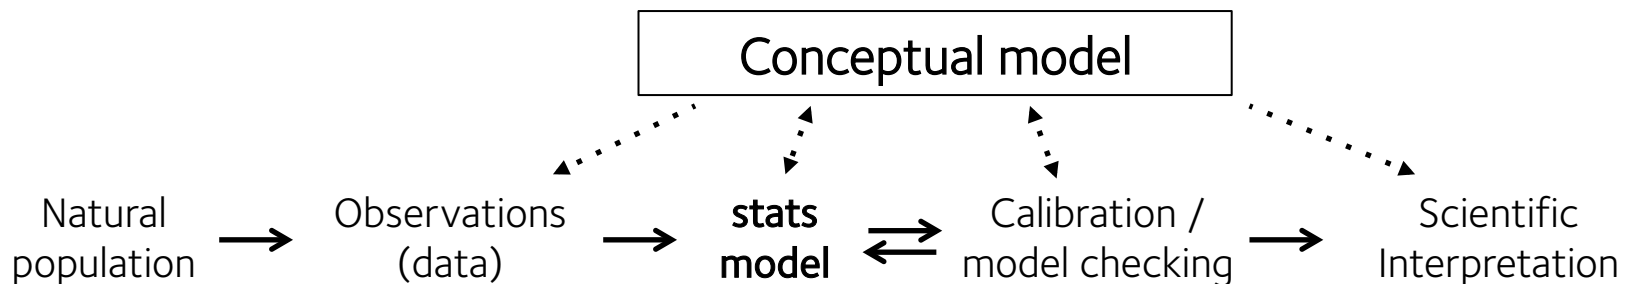 Conceptual model
Natural
population
Observations
(data)
stats
model
Calibration /
model checking
Scientific
Interpretation